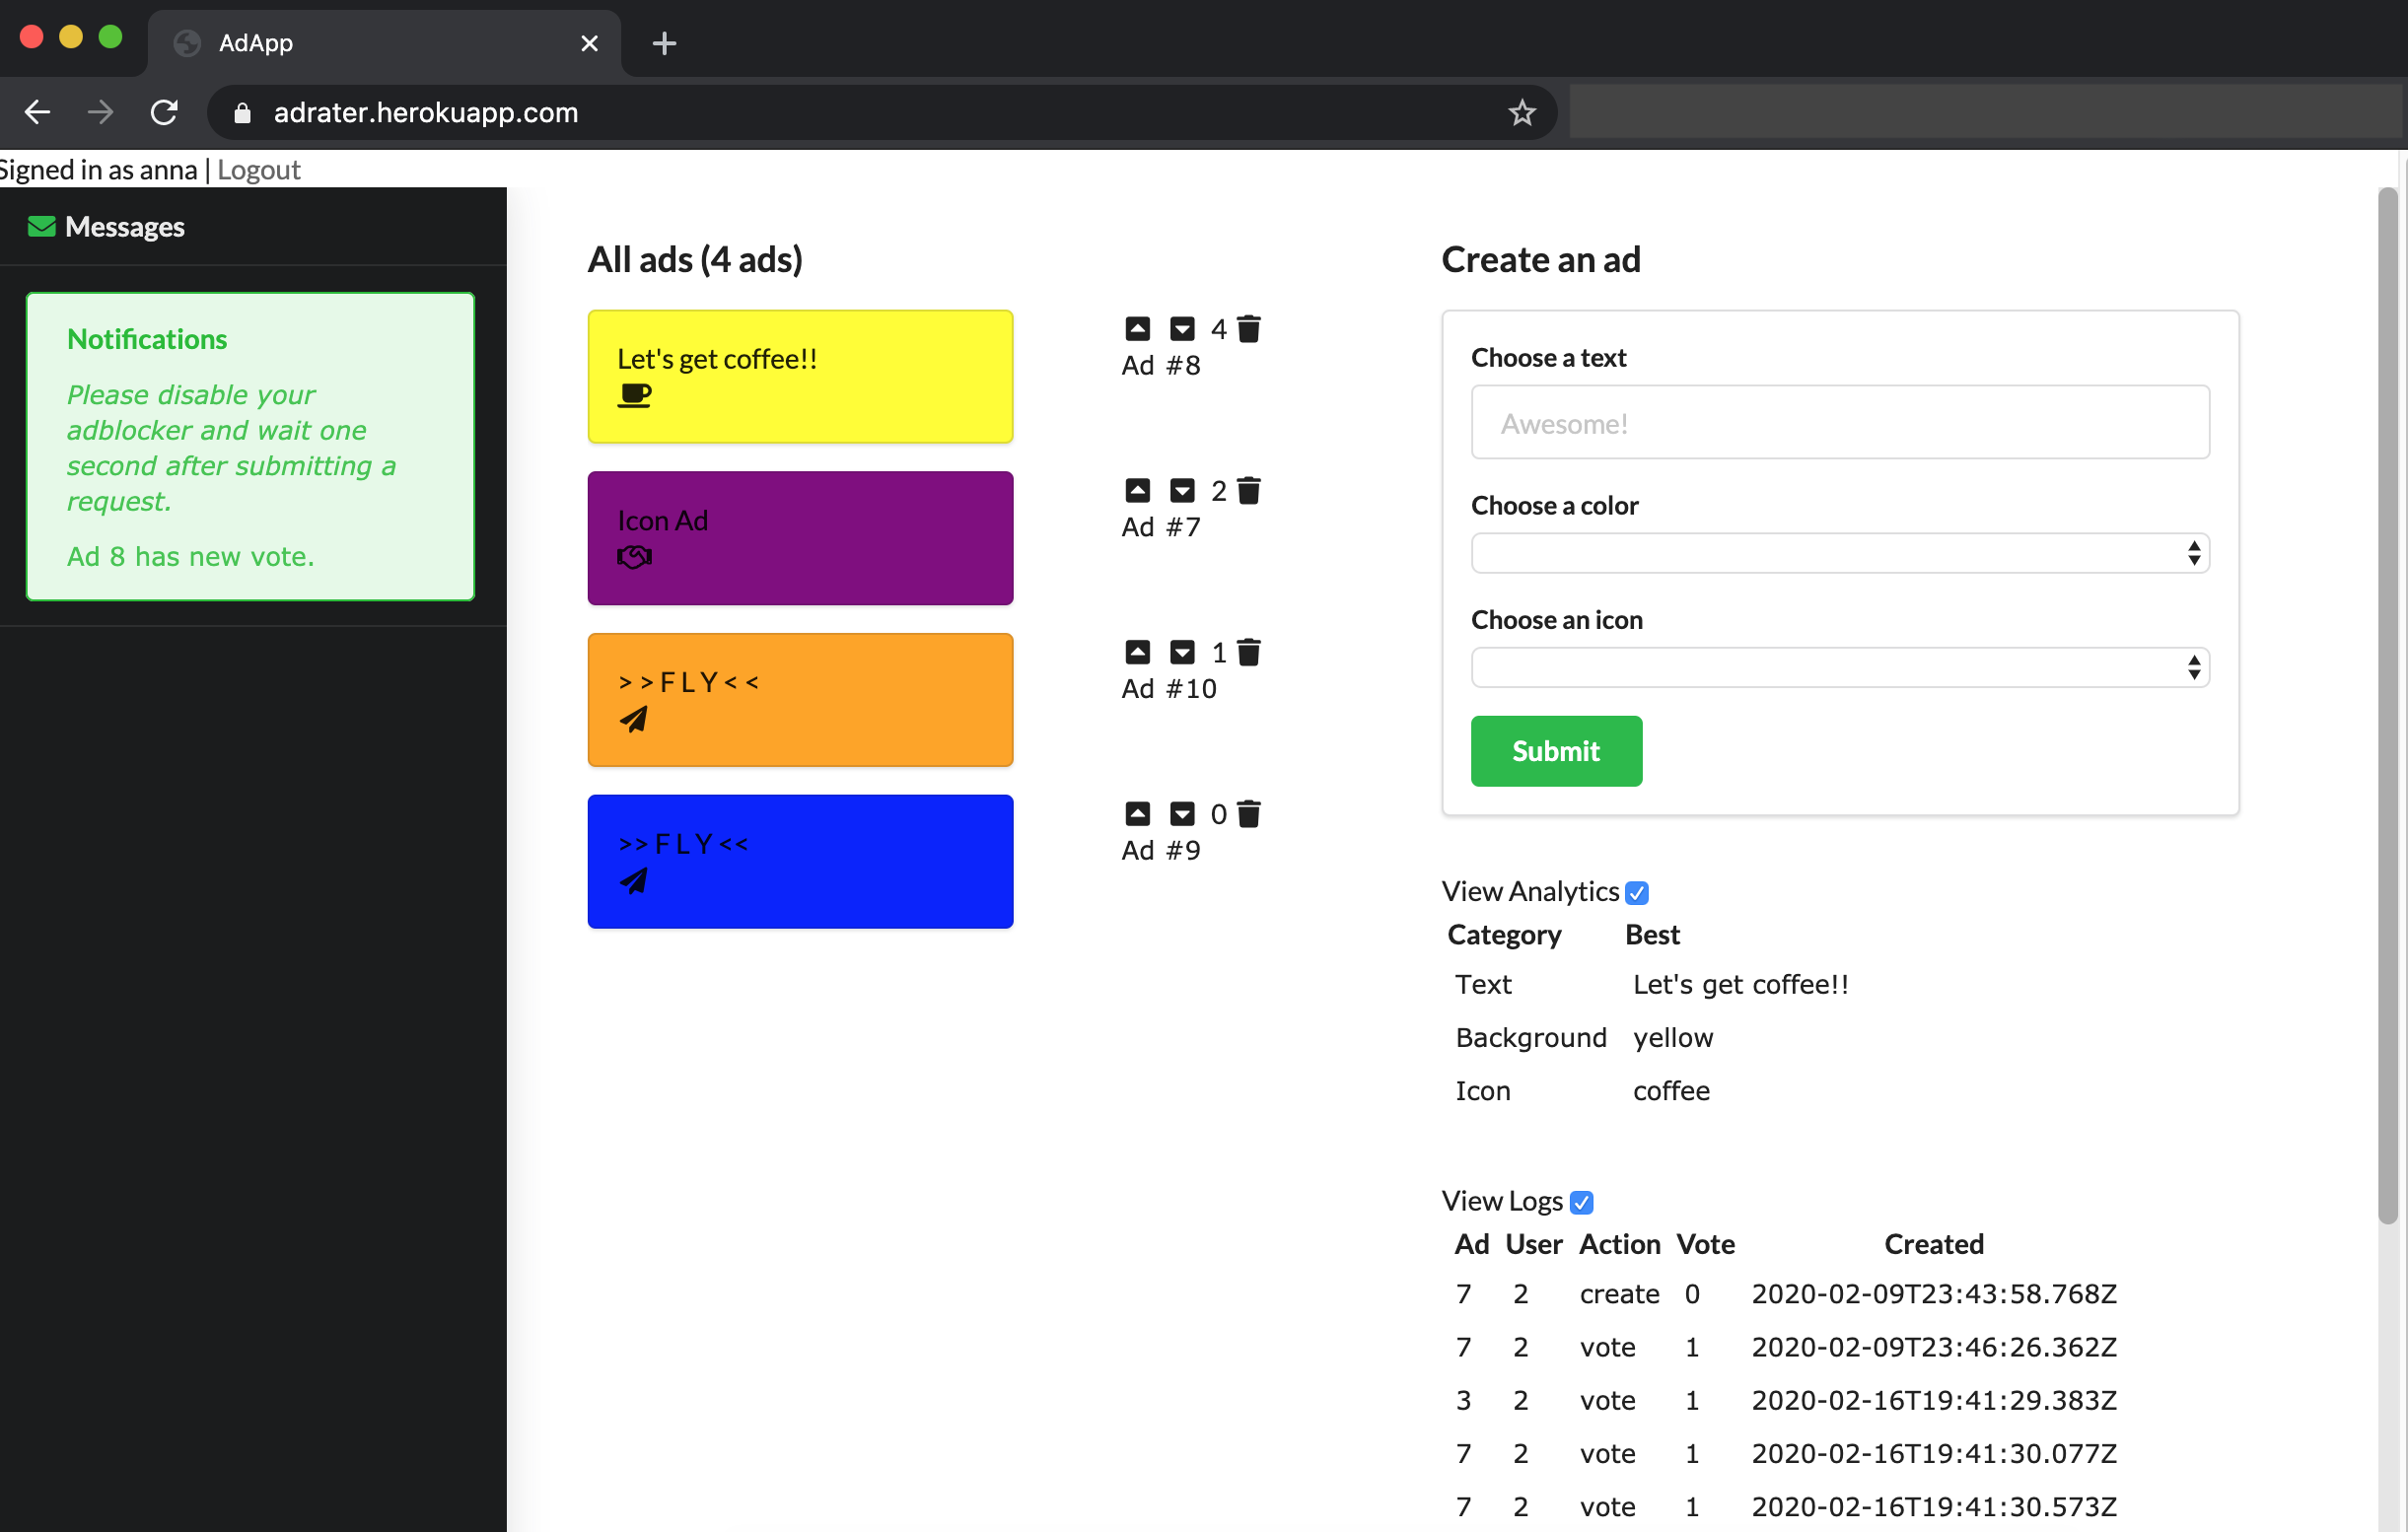 AdApp
adrater.herokuapp.com
Signed in as anna | Logout
Messages
Notifications
Please disable your
adblocker and wait one
second after submitting a
request.
Ad 8 has new vote.
All ads (4 ads)
Let's get coffee!!
4
Ad #8
Icon Ad
2
Ad #7
> > F L Y < <
1
Ad #10
>> F L Y <<
0
Ad #9
Create an ad
Choose a text
Awesome!
Choose a color
Choose an icon
Submit
View Analytics
Category Best
Text Let's get coffee!!
Background yellow
Icon coffee
View Logs
Ad User Action Vote Created
7 2 create 0 2020-02-09T23:43:58.768Z
7 2 vote 1 2020-02-09T23:46:26.362Z
3 2 vote 1 2020-02-16T19:41:29.383Z
7 2 vote 1 2020-02-16T19:41:30.077Z
7 2 vote 1 2020-02-16T19:41:30.573Z